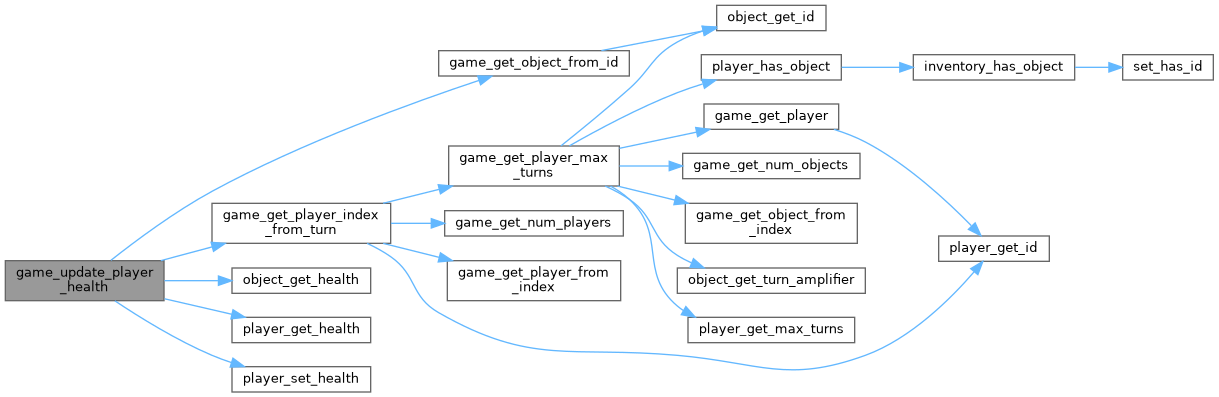 game_update_player
_health
game_get_object_from_id
game_get_player_index
_from_turn
object_get_health
player_get_health
player_set_health
game_get_player_max
_turns
game_get_num_players
game_get_player_from
_index
object_get_id
player_has_object
game_get_player
game_get_num_objects
game_get_object_from
_index
object_get_turn_amplifier
player_get_max_turns
inventory_has_object
player_get_id
set_has_id